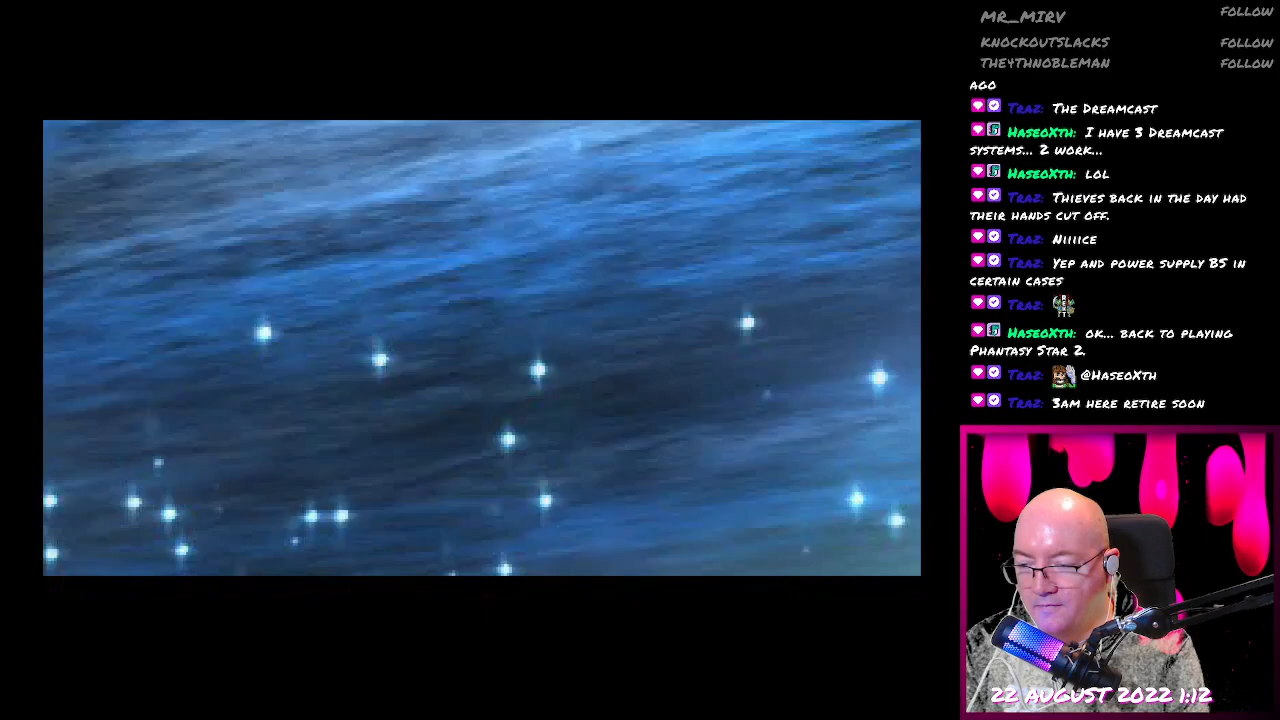 MR_MIRV FOLLOW
KNOCKOUTSLACKS FOLLOW
THE4THNOBLEMAN FOLLOW
AGO
TRAZ: THE DREAMCAST
HASEOXTH: I HAVE 3 DREAMCAST
SYSTEMS... 2 WORK...
HASEOXTH: LOL
TRAZ: THIEVES BACK IN THE DAY HAD
THEIR HANDS CUT OFF.
TRAZ: NIIIICE
TRAZ: YEP AND POWER SUPPLY BS IN
CERTAIN CASES
TRAZ:
HASEOXTH: OK... BACK TO PLAYING
PHANTASY STAR 2.
TRAZ: @HASEOXTH
TRAZ: 3AM HERE RETIRE SOON
22 AUGUST 2022 1:12